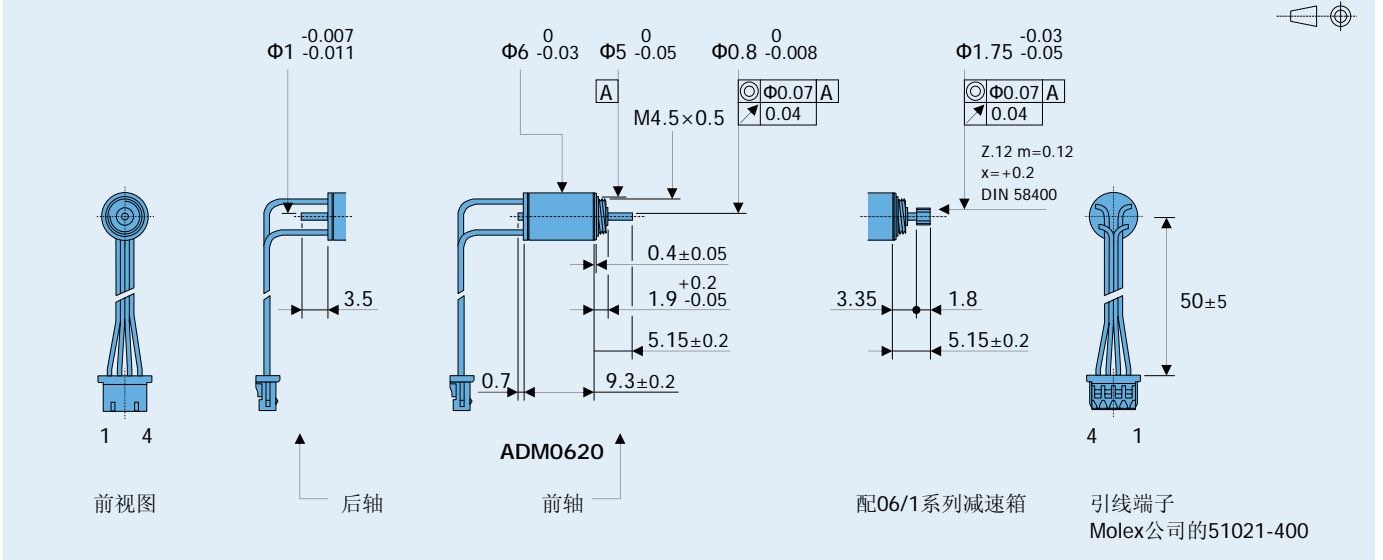 -0.007
Φ1 -0.011
0
Φ6 -0.03
0
Φ5 -0.05
0
Φ0.8 -0.008
-0.03
Φ1.75 -0.05
A
Φ0.07 A
0.04
Φ0.07 A
0.04
M4.5×0.5
Z.12 m=0.12
x=+0.2
DIN 58400
0.4±0.05
+0.2
1.9 -0.05
3.5
3.35
1.8
50±5
5.15±0.2
5.15±0.2
0.7
9.3±0.2
1 4
4 1
ADM0620
前视图
后轴
前轴
配06/1系列减速箱
引线端子
Molex公司的51021-400